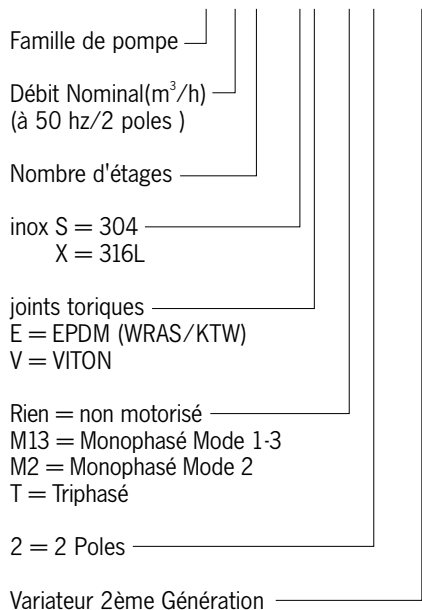 Famille de pompe
Débit Nominal(m³/h)
(à 50 hz/2 poles )
Nombre d'étages
inox S = 304
X = 316L
joints toriques
E = EPDM (WRAS/KTW)
V = VITON
Rien = non motorisé
M13 = Monophasé Mode 1-3
M2 = Monophasé Mode 2
T = Triphasé
2 = 2 Poles
Variateur 2ème Génération